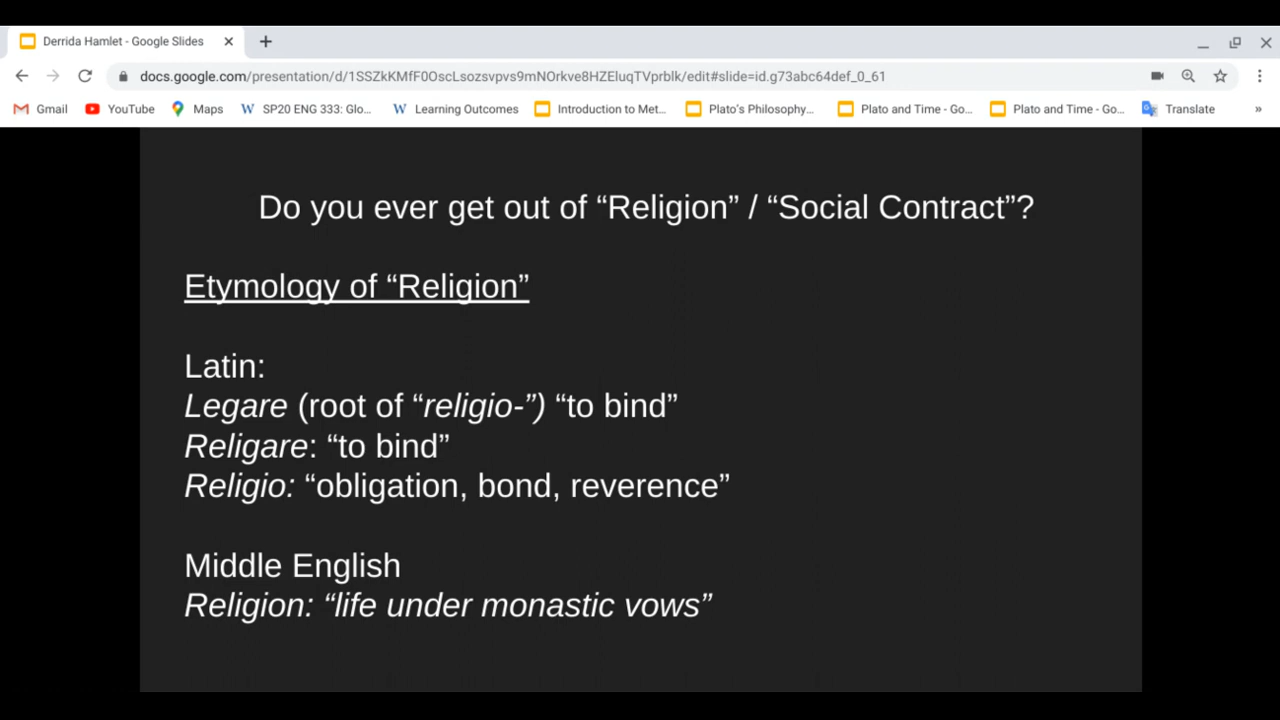 Derrida Hamlet - Google Slides
docs.google.com/presentation/d/1SSZkKMfF0OscLsozsvpvs9mNOrkve8HZEluqTVprblk/edit#slide=id.g73abc64def_0_61
Gmail YouTube Maps SP20 ENG 333: Glo... Learning Outcomes Introduction to Met... Plato's Philosophy... Plato and Time - Go... Plato and Time - Go... Translate »
Do you ever get out of “Religion” / “Social Contract”?
Etymology of “Religion”
Latin:
Legare (root of “religio-”) “to bind”
Religare: “to bind”
Religio: “obligation, bond, reverence”
Middle English
Religion: “life under monastic vows”